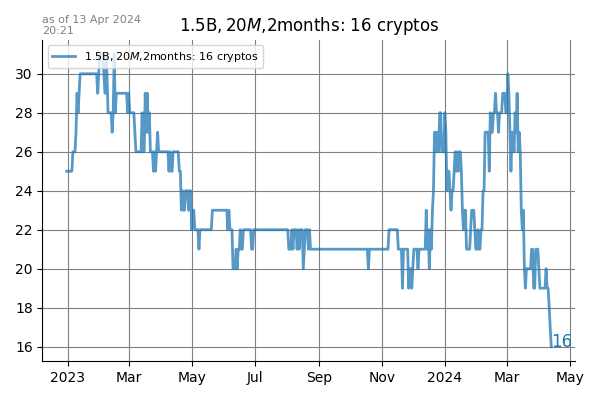 as of 13 Apr 2024
20:21
1.5B, 20M,2months: 16 cryptos
1.5B, 20M,2months: 16 cryptos
30
28
26
24
22
20
18
16
16
2023 Mar May Jul Sep Nov 2024 Mar May